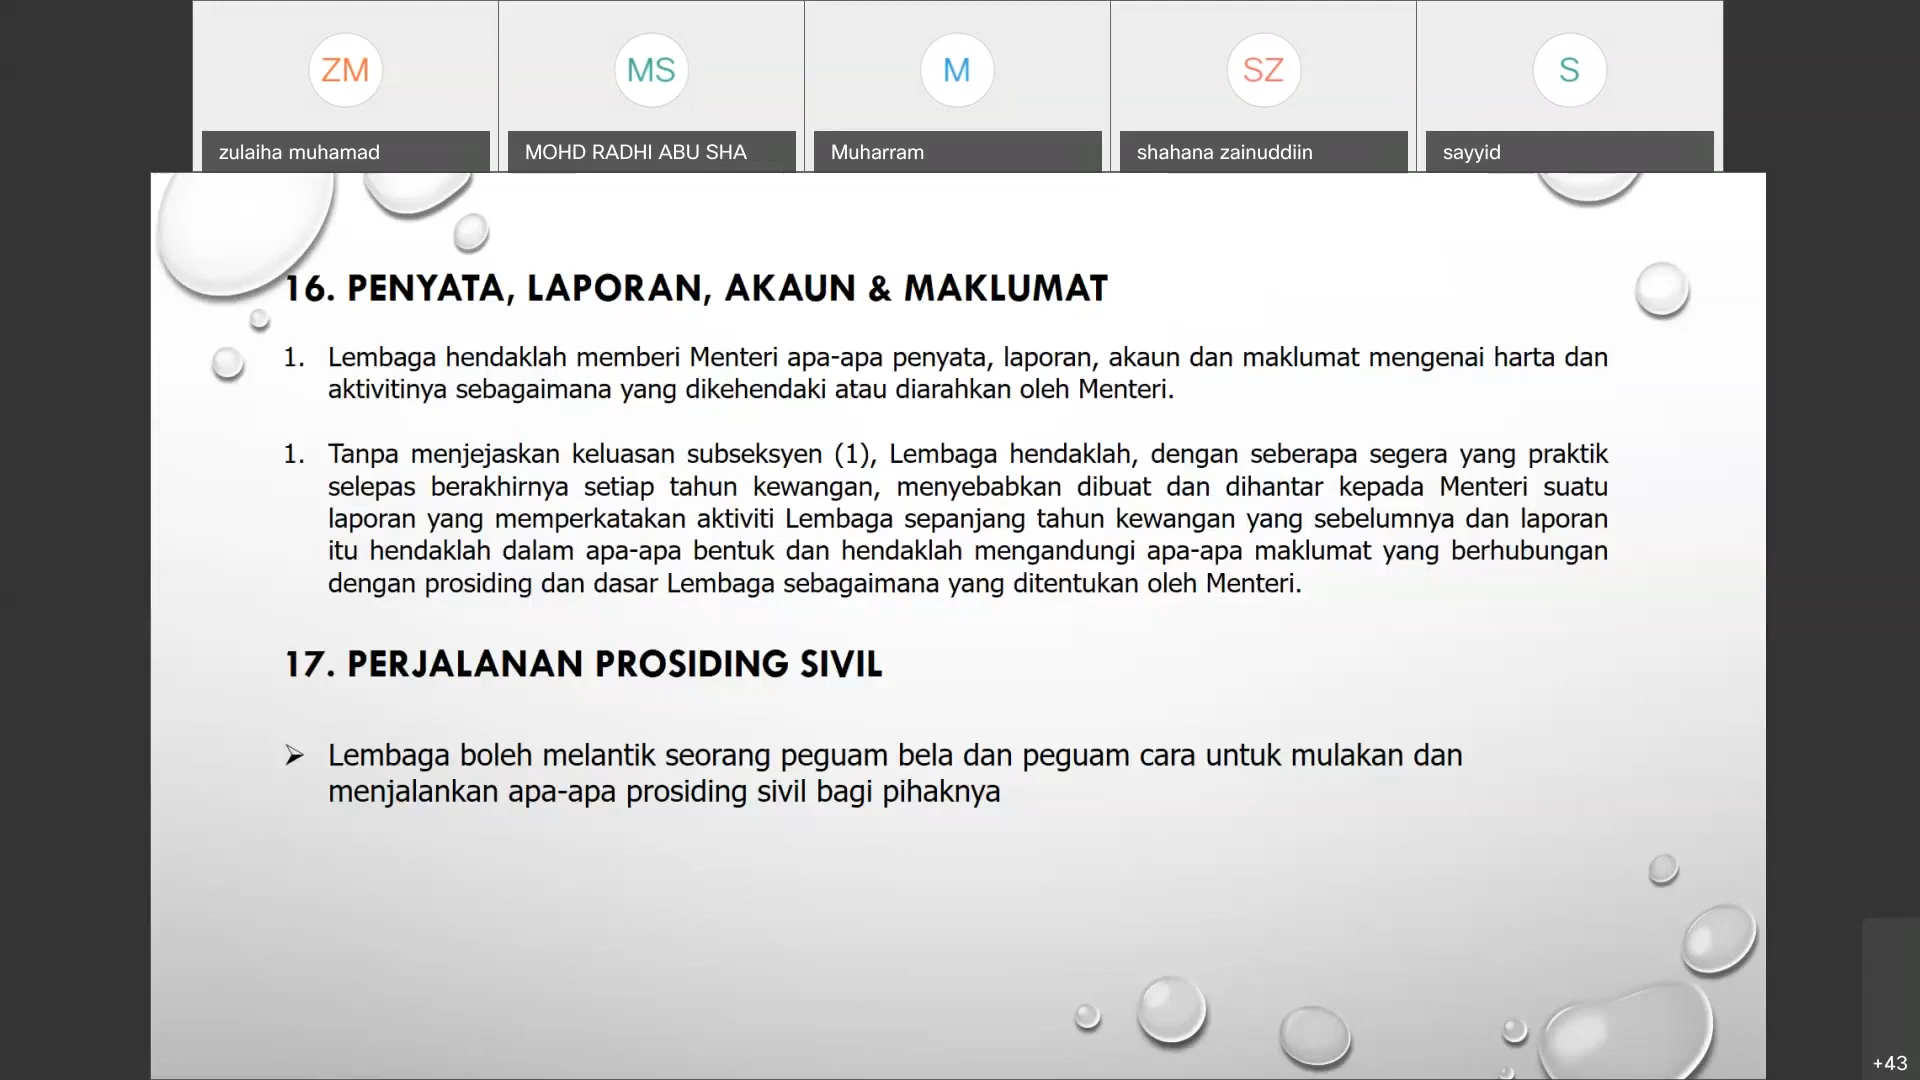 ZM
MS
M
SZ
S
zulaiha muhamad
MOHD RADHI ABU SHA
Muharram
shahana zainuddiin
sayyid
16. PENYATA, LAPORAN, AKAUN & MAKLUMAT
1. Lembaga hendaklah memberi Menteri apa-apa penyata, laporan, akaun dan maklumat mengenai harta dan
aktivitinya sebagaimana yang dikehendaki atau diarahkan oleh Menteri.
1. Tanpa menjejaskan keluasan subseksyen (1), Lembaga hendaklah, dengan seberapa segera yang praktik
selepas berakhirnya setiap tahun kewangan, menyebabkan dibuat dan dihantar kepada Menteri suatu
laporan yang memperkatakan aktiviti Lembaga sepanjang tahun kewangan yang sebelumnya dan laporan
itu hendaklah dalam apa-apa bentuk dan hendaklah mengandungi apa-apa maklumat yang berhubungan
dengan prosiding dan dasar Lembaga sebagaimana yang ditentukan oleh Menteri.
17. PERJALANAN PROSIDING SIVIL
➢ Lembaga boleh melantik seorang peguam bela dan peguam cara untuk mulakan dan
menjalankan apa-apa prosiding sivil bagi pihaknya
+43